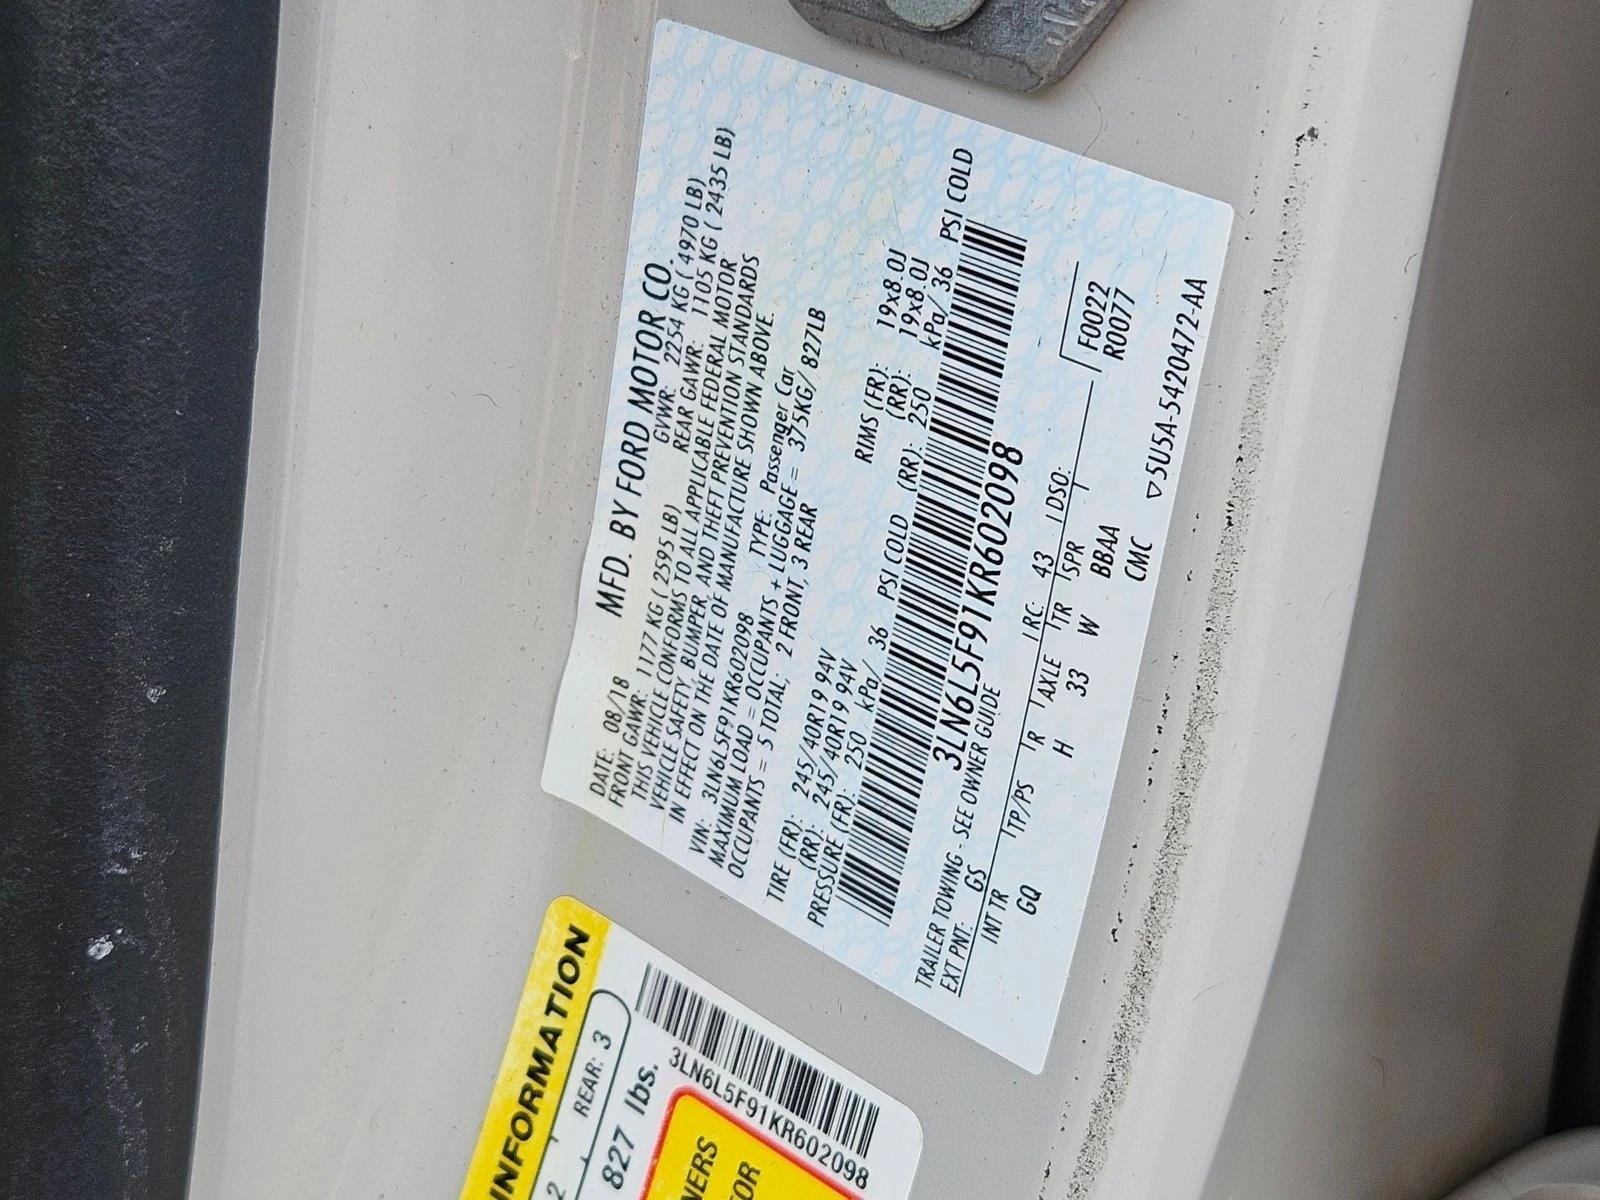 MFD. BY FORD MOTOR CO.
DATE: 08/18 GVWR: 2254 KG ( 4970 LB)
FRONT GAWR: 1177 KG ( 2595 LB) REAR GAWR: 1105 KG ( 2435 LB)
THIS VEHICLE CONFORMS TO ALL APPLICABLE FEDERAL MOTOR
VEHICLE SAFETY, BUMPER, AND THEFT PREVENTION STANDARDS
IN EFFECT ON THE DATE OF MANUFACTURE SHOWN ABOVE.
VIN: 3LN6L5F91KR602098 TYPE: Passenger Car
MAXIMUM LOAD = OCCUPANTS + LUGGAGE = 375KG/ 827LB
OCCUPANTS = 5 TOTAL; 2 FRONT, 3 REAR
TIRE (FR): 245/40R19 94V RIMS (FR): 19x8.0J
(RR): 245/40R19 94V (RR): 19x8.0J
PRESSURE (FR): 250 kPa/ 36 PSI COLD (RR): 250 kPa/ 36 PSI COLD
3LN6L5F91KR602098
TRAILER TOWING - SEE OWNER GUIDE
EXT PNT: GS RC: 43 DSO: F0022
INT TR TP/PS R AXLE TR SPR R0077
GQ H 33 W BBAA
CMC ▽5U5A-5420472-AA
INFORMATION
2 REAR: 3
827 lbs.
3LN6L5F91KR602098